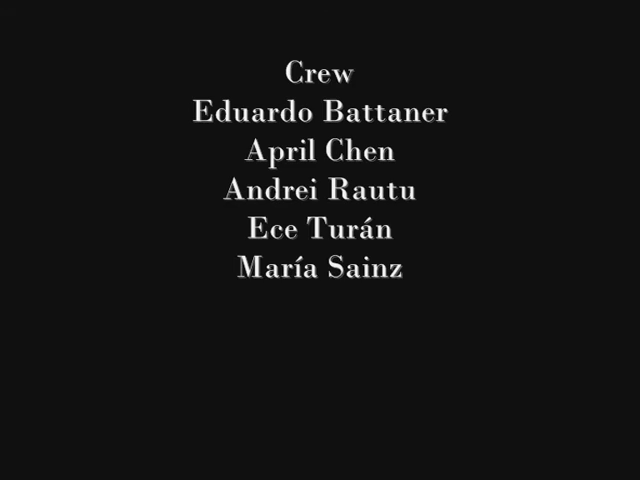 Crew
Eduardo Battaner
April Chen
Andrei Rautu
Ece Turán
María Sainz